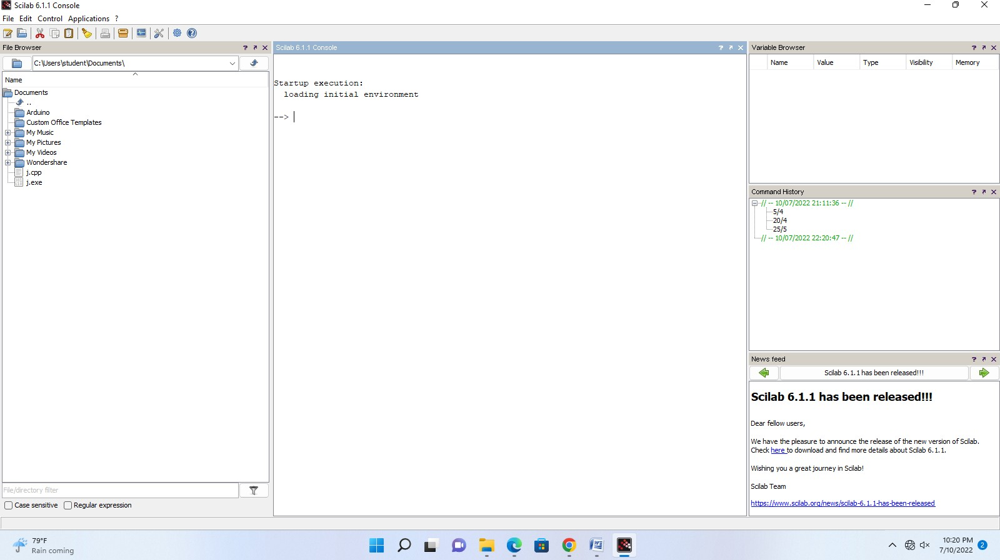 Scilab 6.1.1 Console
File Edit Control Applications ?
File Browser ?
C:\Users\student\Documents\
Name
Documents
..
Arduino
Custom Office Templates
My Music
My Pictures
My Videos
Wondershare
j.cpp
j.exe
File/directory filter
Case sensitive Regular expression
Scilab 6.1.1 Console ?
Startup execution:
loading initial environment
-->
Variable Browser ?
Name Value Type Visibility Memory
Command History ?
// -- 10/07/2022 21:11:36 -- //
5/4
20/4
25/5
// -- 10/07/2022 22:20:47 -- //
News feed ?
Scilab 6.1.1 has been released!!!
Scilab 6.1.1 has been released!!!
Dear fellow users,
We have the pleasure to announce the release of the new version of Scilab.
Check here to download and find more details about Scilab 6.1.1.
Wishing you a great journey in Scilab!
Scilab Team
https://www.scilab.org/news/scilab-6.1.1-has-been-released
79°F
Rain coming
10:20 PM
7/10/2022
2